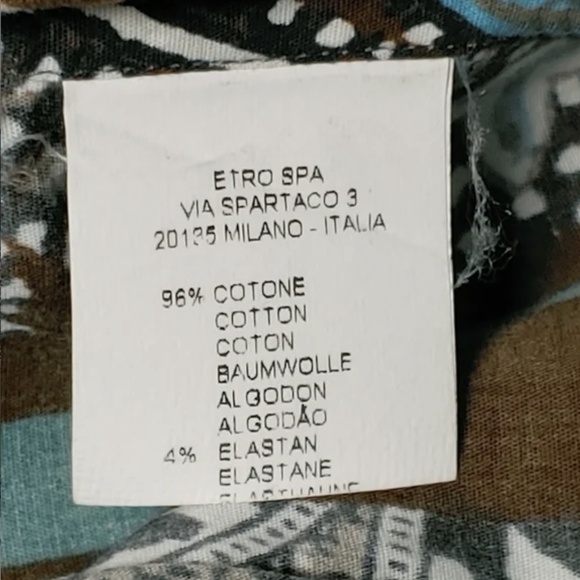 ETRO SPA
VIA SPARTACO 3
20135 MILANO - ITALIA
96% COTONE
COTTON
COTON
BAUMWOLLE
ALGODON
ALGODÃO
4% ELASTAN
ELASTANE